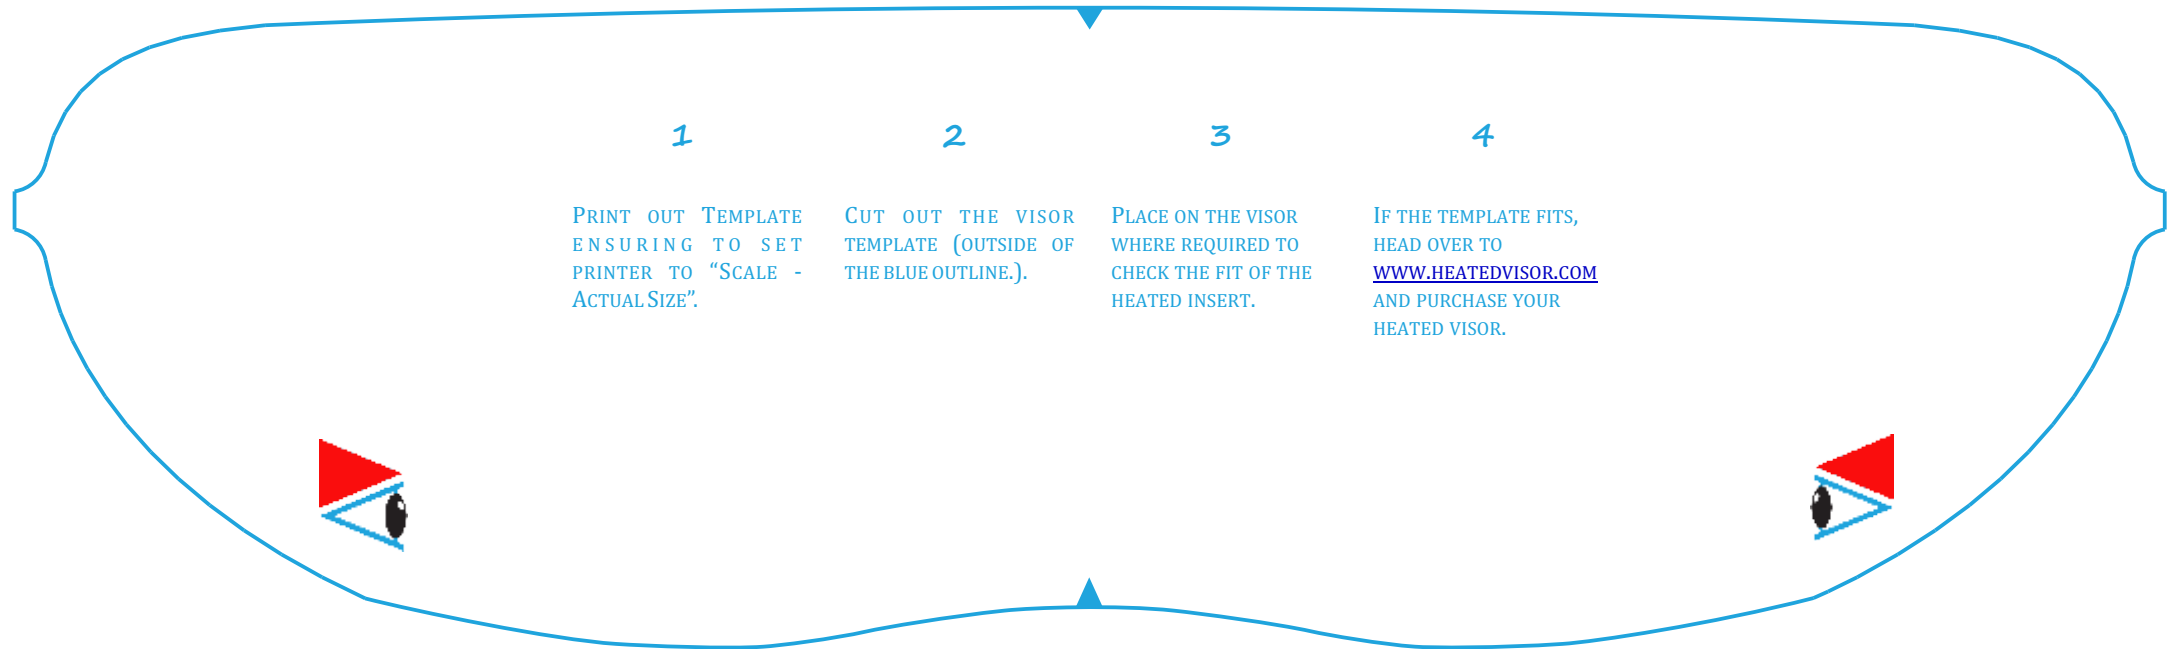 1
Print out Template
ensuring to set
printer to “Scale -
Actual Size”.
2
Cut out the visor
template (outside of
the blue outline.).
3
Place on the visor
where required to
check the fit of the
heated insert.
4
If the template fits,
head over to
www.heatedvisor.com
and purchase your
heated visor.